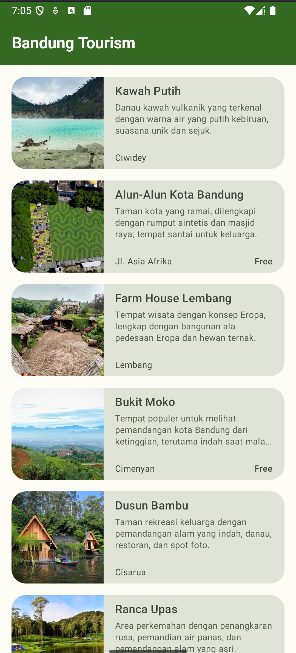 7:05
Bandung Tourism
Kawah Putih
Danau kawah vulkanik yang terkenal
dengan warna air yang putih kebiruan,
suasana unik dan sejuk.
Ciwidey
Alun-Alun Kota Bandung
Taman kota yang ramai, dilengkapi
dengan rumput sintetis dan masjid
raya, tempat santai untuk keluarga.
Jl. Asia Afrika Free
Farm House Lembang
Tempat wisata dengan konsep Eropa,
lengkap dengan bangunan ala
pedesaan Eropa dan hewan ternak.
Lembang
Bukit Moko
Tempat populer untuk melihat
pemandangan kota Bandung dari
ketinggian, terutama indah saat mala...
Cimenyan Free
Dusun Bambu
Taman rekreasi keluarga dengan
pemandangan alam yang indah, danau,
restoran, dan spot foto.
Cisarua
Ranca Upas
Area perkemahan dengan penangkaran
rusa, pemandian air panas, dan
pemandangan alam yang asri.